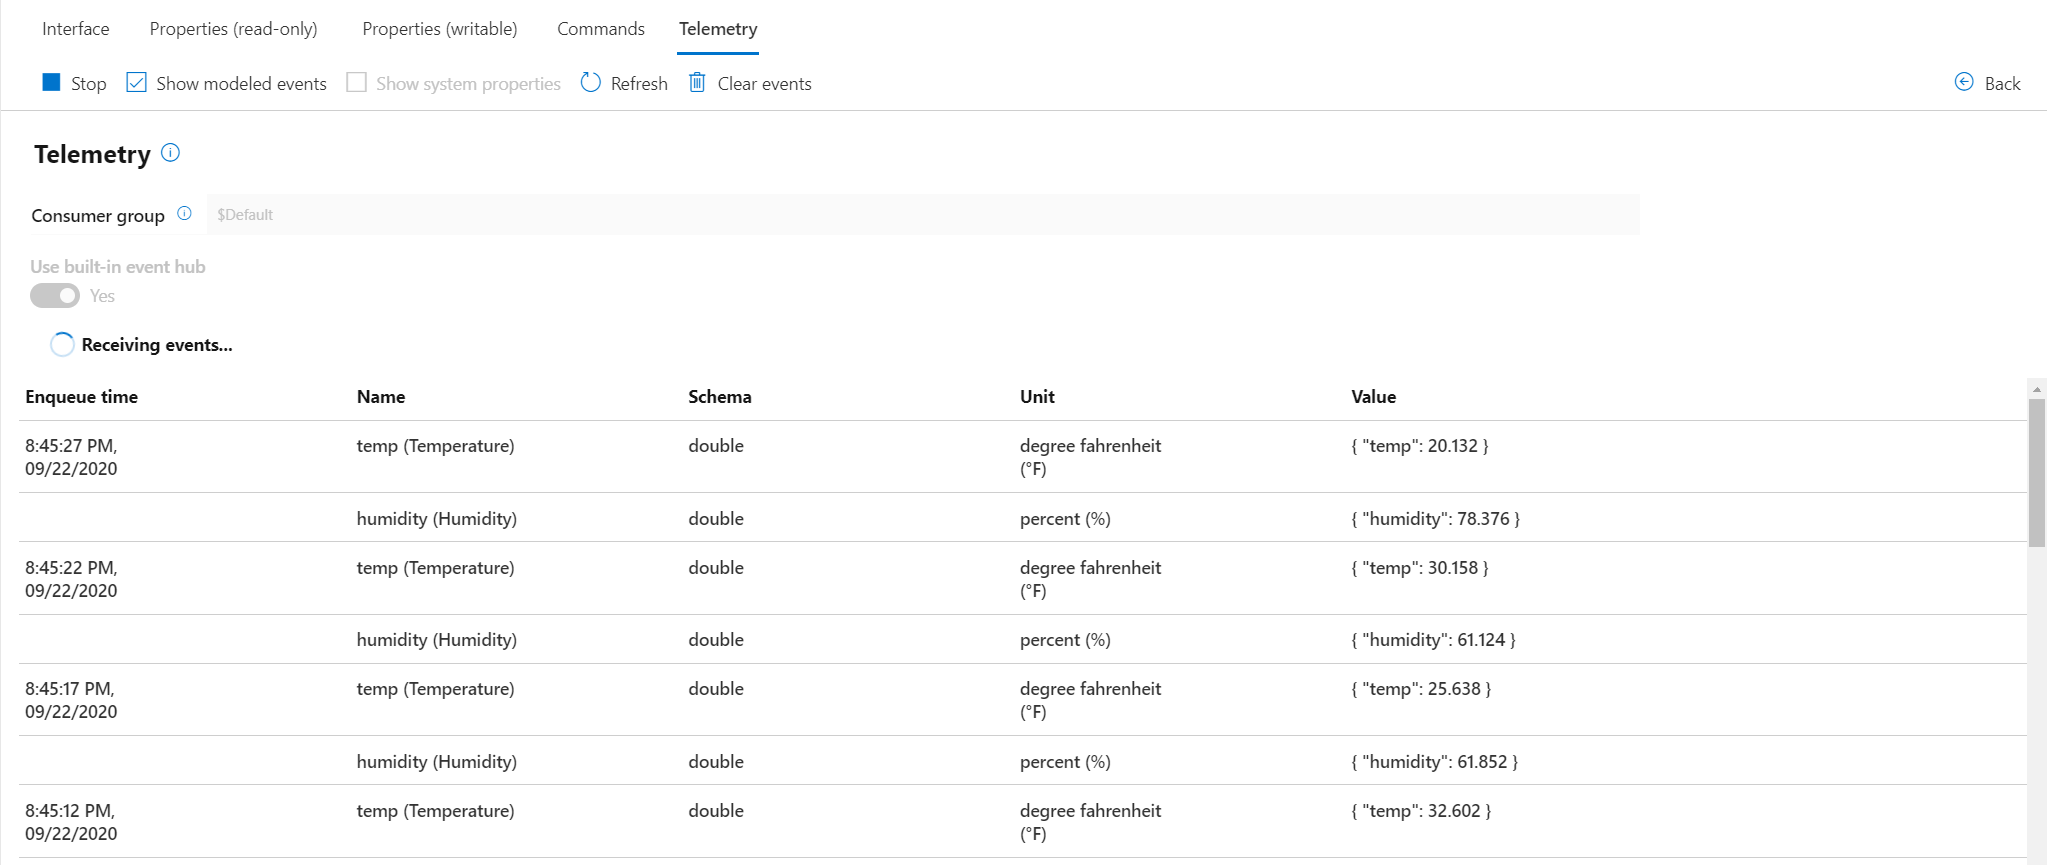 Interface Properties (read-only) Properties (writable) Commands Telemetry
Stop Show modeled events Show system properties Refresh Clear events Back
Telemetry
Consumer group $Default
Use built-in event hub
Yes
Receiving events...
Enqueue time Name Schema Unit Value
8:45:27 PM, temp (Temperature) double degree fahrenheit { "temp": 20.132 }
09/22/2020 (°F)
humidity (Humidity) double percent (%) { "humidity": 78.376 }
8:45:22 PM, temp (Temperature) double degree fahrenheit { "temp": 30.158 }
09/22/2020 (°F)
humidity (Humidity) double percent (%) { "humidity": 61.124 }
8:45:17 PM, temp (Temperature) double degree fahrenheit { "temp": 25.638 }
09/22/2020 (°F)
humidity (Humidity) double percent (%) { "humidity": 61.852 }
8:45:12 PM, temp (Temperature) double degree fahrenheit { "temp": 32.602 }
09/22/2020 (°F)